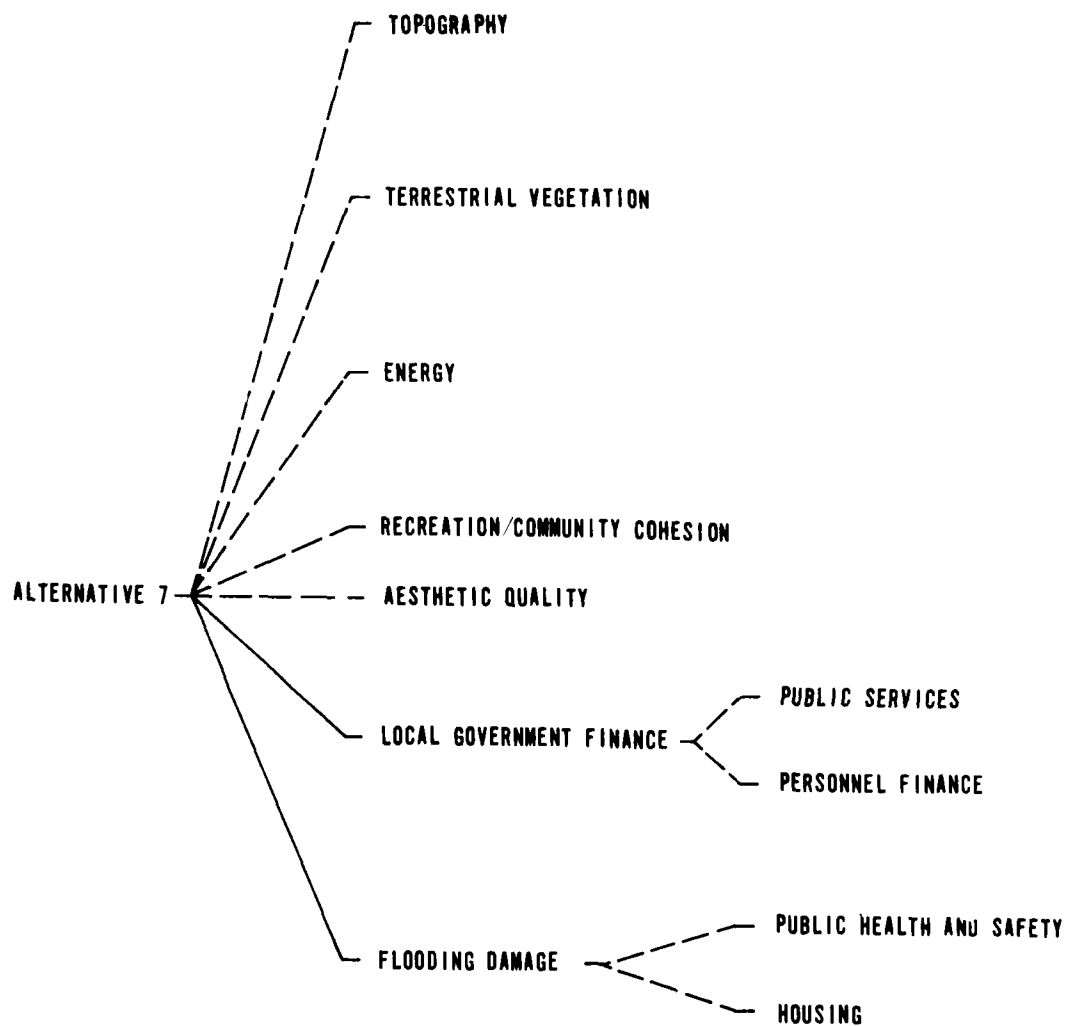 TOPOGRAPHY
TERRESTRIAL VEGETATION
ENERGY
RECREATION/COMMUNITY COHESION
ALTERNATIVE 7
AESTHETIC QUALITY
PUBLIC SERVICES
LOCAL GOVERNMENT FINANCE
PERSONNEL FINANCE
PUBLIC HEALTH AND SAFETY
FLOODING DAMAGE
HOUSING